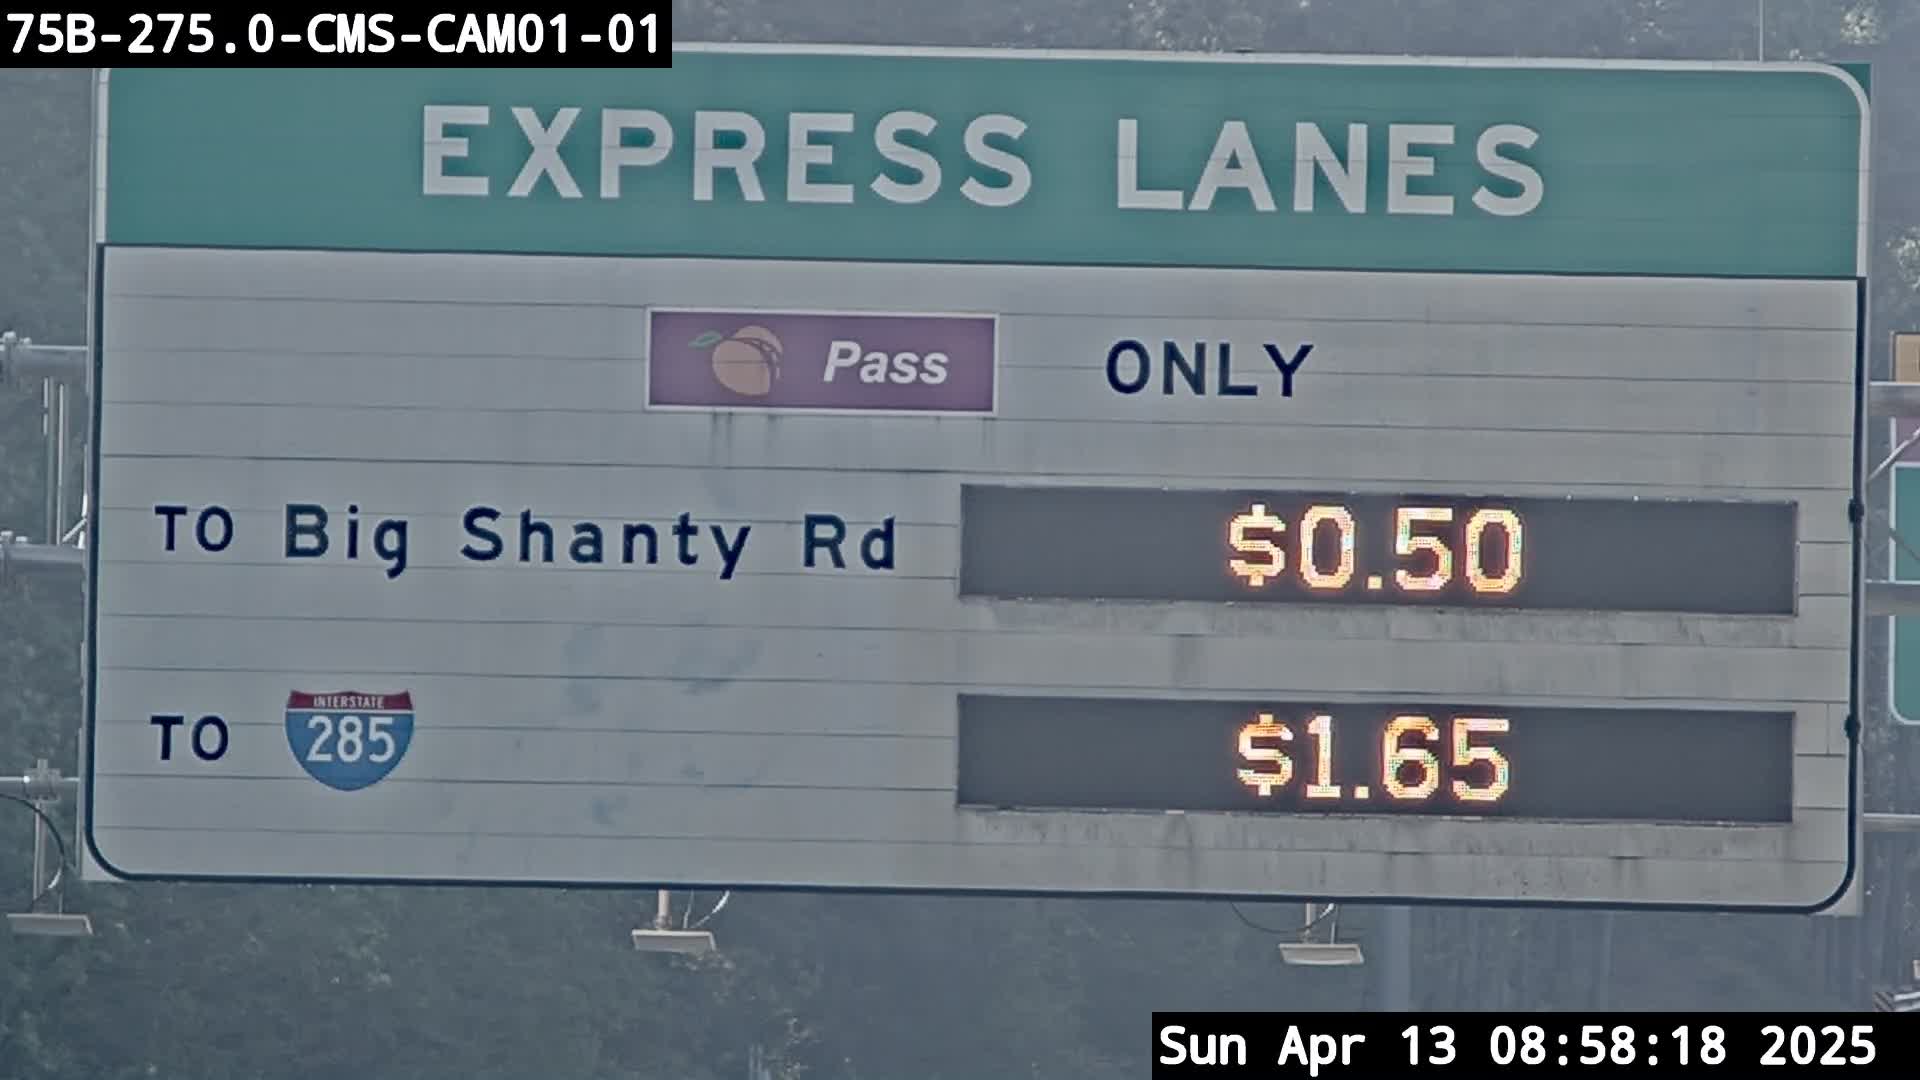 75B-275.0-CMS-CAM01-01
EXPRESS LANES
Pass ONLY
TO Big Shanty Rd $0.50
TO INTERSTATE 285 $1.65
Sun Apr 13 08:58:18 2025